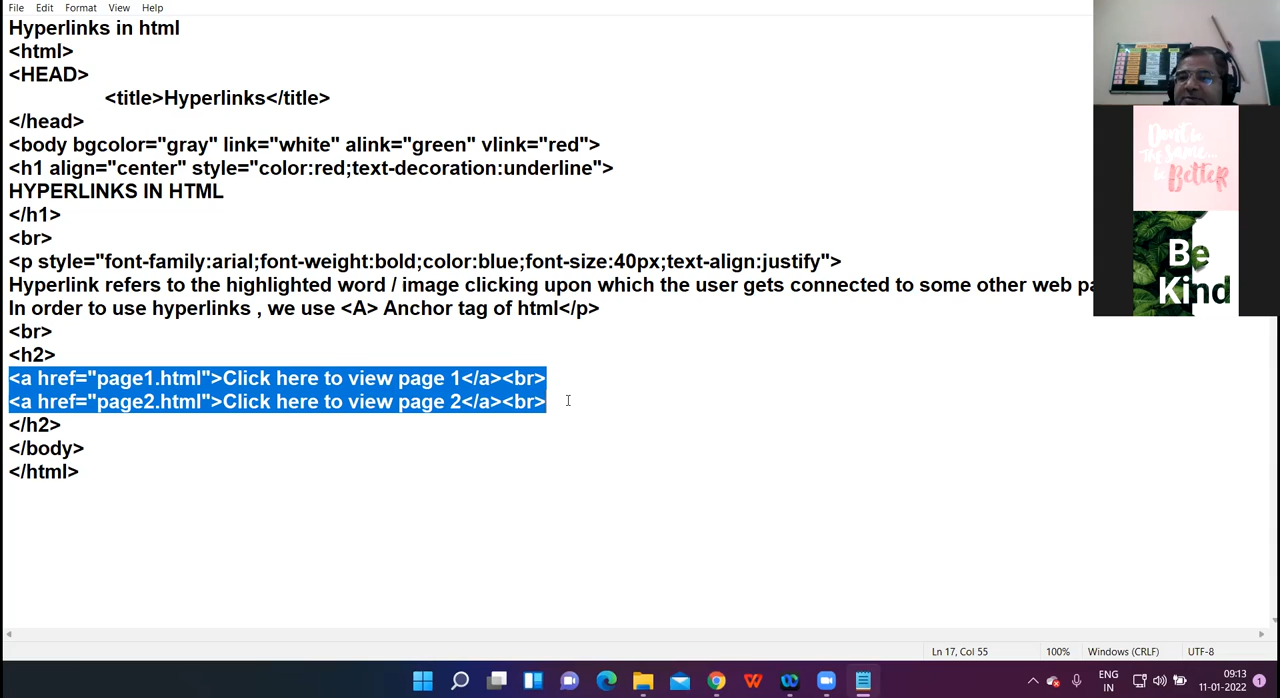 File Edit Format View Help
Hyperlinks in html
<html>
<HEAD>
<title>Hyperlinks</title>
</head>
<body bgcolor="gray" link="white" alink="green" vlink="red">
<h1 align="center" style="color:red;text-decoration:underline">
HYPERLINKS IN HTML
</h1>
<br>
<p style="font-family:arial;font-weight:bold;color:blue;font-size:40px;text-align:justify">
Hyperlink refers to the highlighted word / image clicking upon which the user gets connected to some other web
In order to use hyperlinks , we use <A> Anchor tag of html</p>
<br>
<h2>
<a href="page1.html">Click here to view page 1</a><br>
<a href="page2.html">Click here to view page 2</a><br>
</h2>
</body>
</html>
Don't be
the same...
be
BeTTeR
Be
Kind
Ln 17, Col 55 100% Windows (CRLF) UTF-8
ENG
IN
09:13
11-01-2022
1